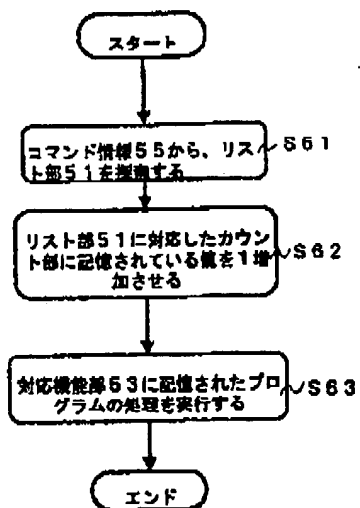 スタート
コマンド情報55から、リス
ト部51を探索する
S61
リスト部51に対応したカウン
ト部に記憶されている値を1増
加させる
S62
対応機能部53に記憶されたプロ
グラムの処理を実行する
S63
エンド